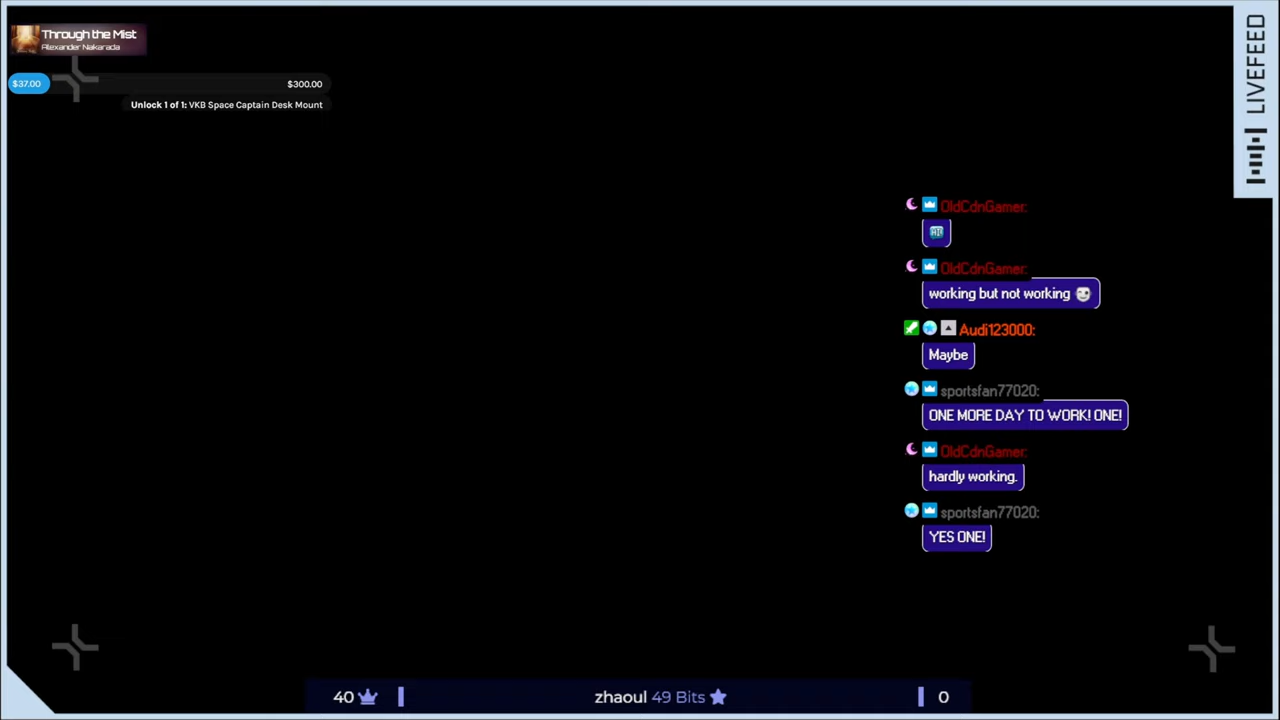 Through the Mist
Alexander Nakarada
$37.00
$300.00
Unlock 1 of 1: VKB Space Captain Desk Mount
LIVEFEED
OldCdnGamer:
HI
OldCdnGamer:
working but not working
Audi123000:
Maybe
sportsfan77020:
ONE MORE DAY TO WORK! ONE!
OldCdnGamer:
hardly working.
sportsfan77020:
YES ONE!
40
zhaoul 49 Bits
0